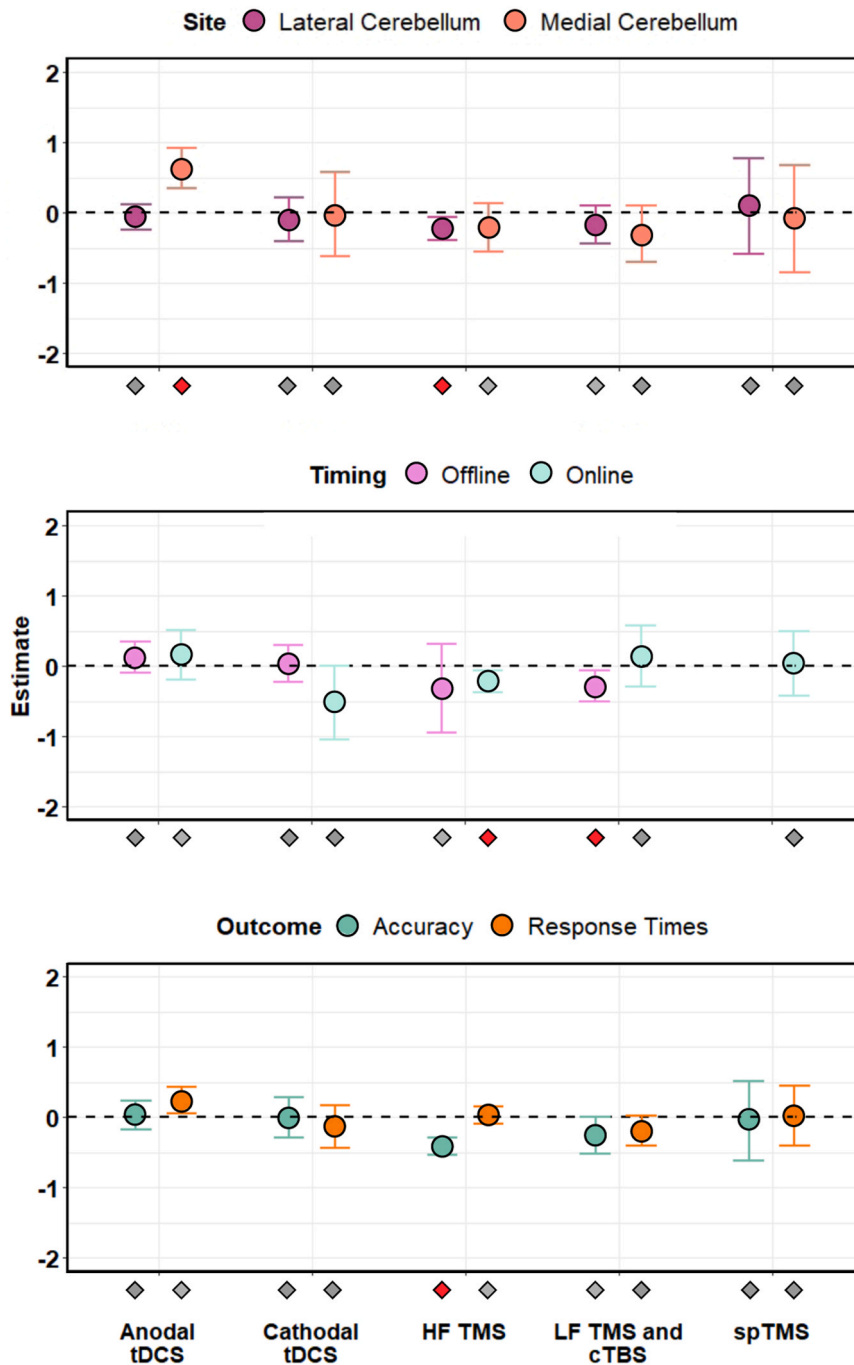 Site Lateral Cerebellum Medial Cerebellum
2
1
0
-1
-2
Timing Offline Online
2
1
0
-1
-2
Estimate
Outcome Accuracy Response Times
2
1
0
-1
-2
Anodal
tDCS
Cathodal
tDCS
HF TMS
LF TMS and
cTBS
spTMS